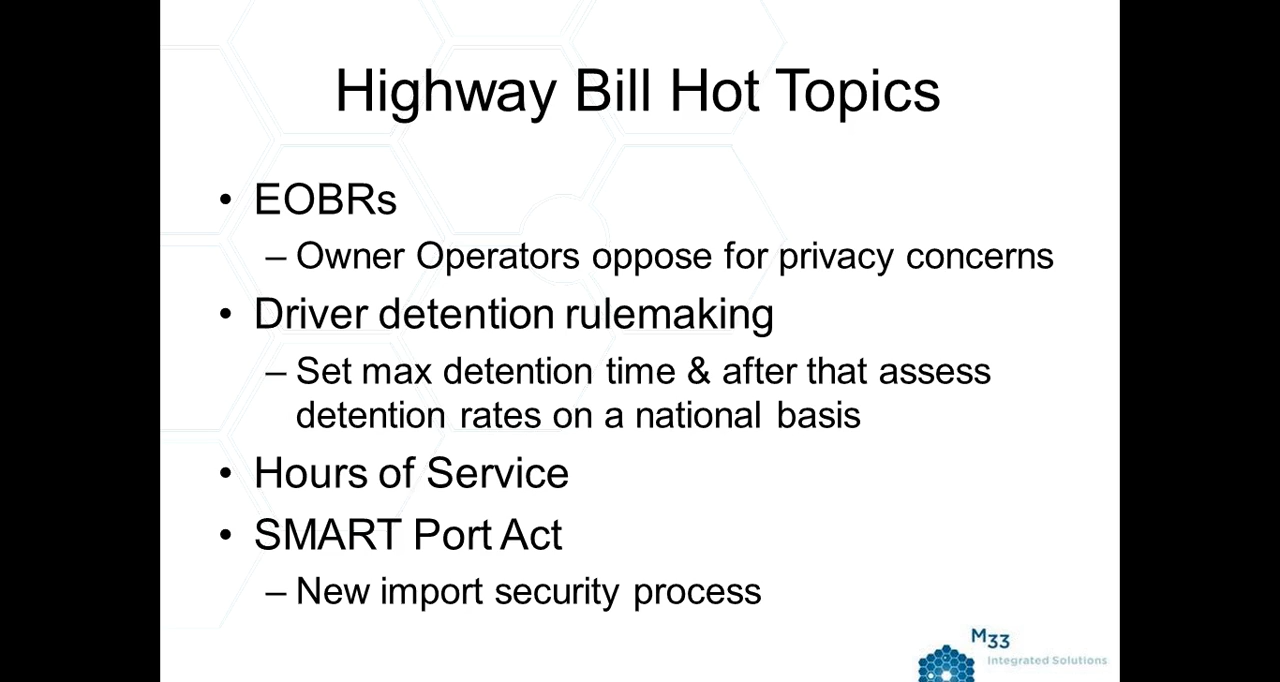 Highway Bill Hot Topics
• EOBRs
– Owner Operators oppose for privacy concerns
• Driver detention rulemaking
– Set max detention time & after that assess
detention rates on a national basis
• Hours of Service
• SMART Port Act
– New import security process
M33
Integrated Solutions